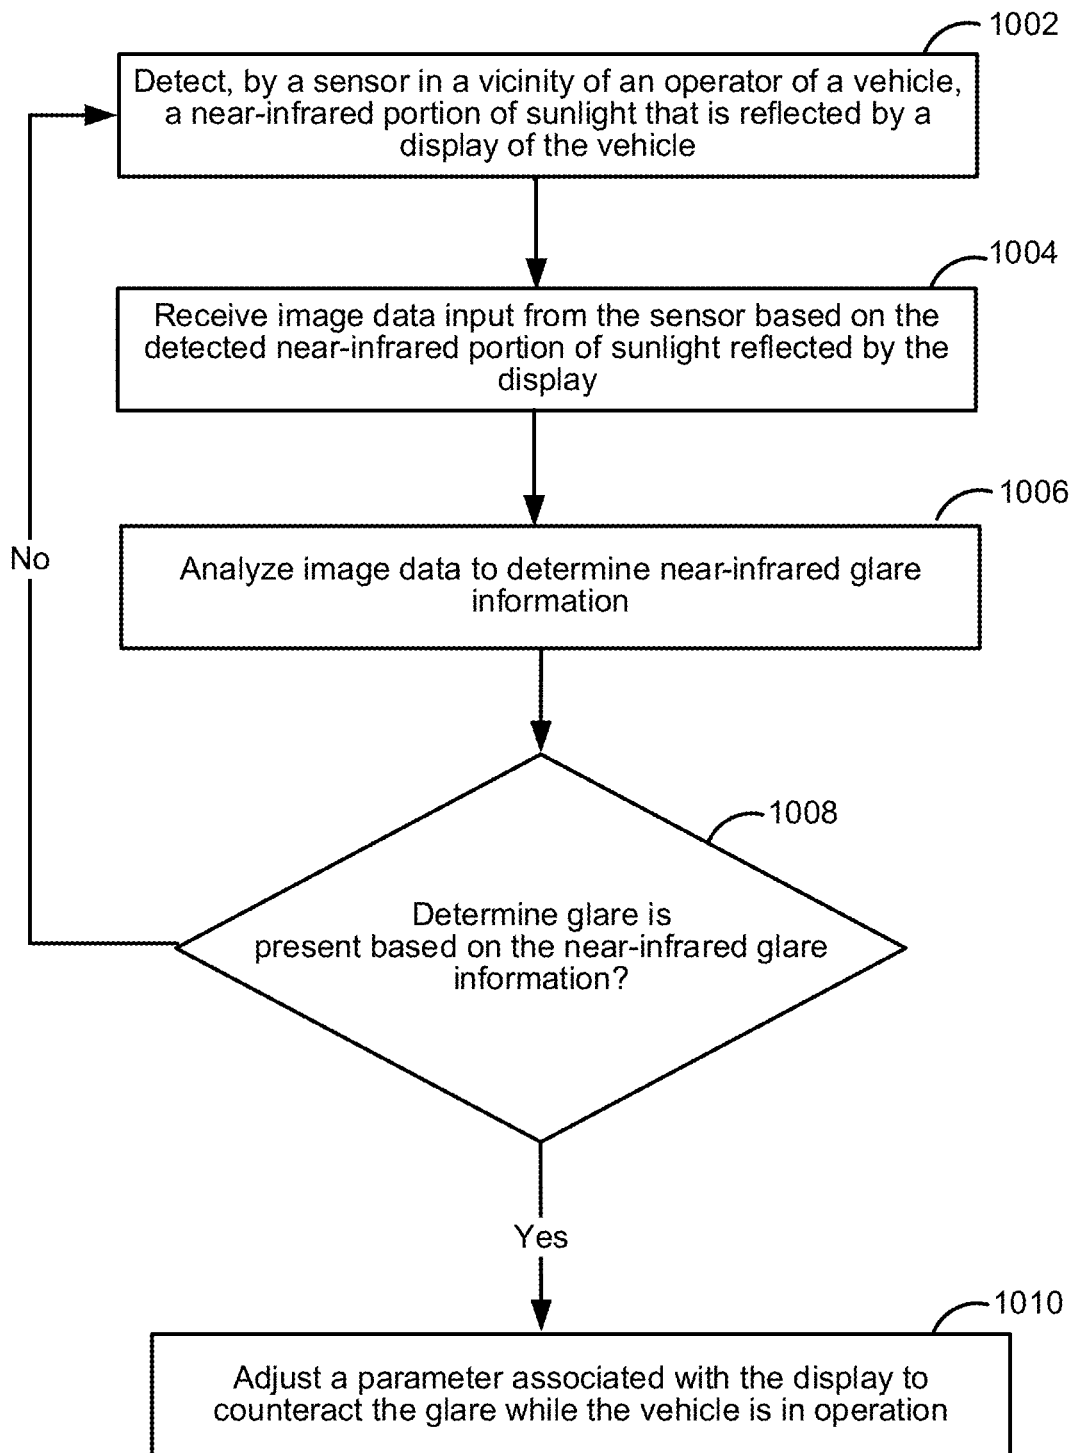 1002
Detect, by a sensor in a vicinity of an operator of a vehicle,
a near-infrared portion of sunlight that is reflected by a
display of the vehicle
1004
Receive image data input from the sensor based on the
detected near-infrared portion of sunlight reflected by the
display
1006
Analyze image data to determine near-infrared glare
information
No
1008
Determine glare is
present based on the near-infrared glare
information?
Yes
1010
Adjust a parameter associated with the display to
counteract the glare while the vehicle is in operation